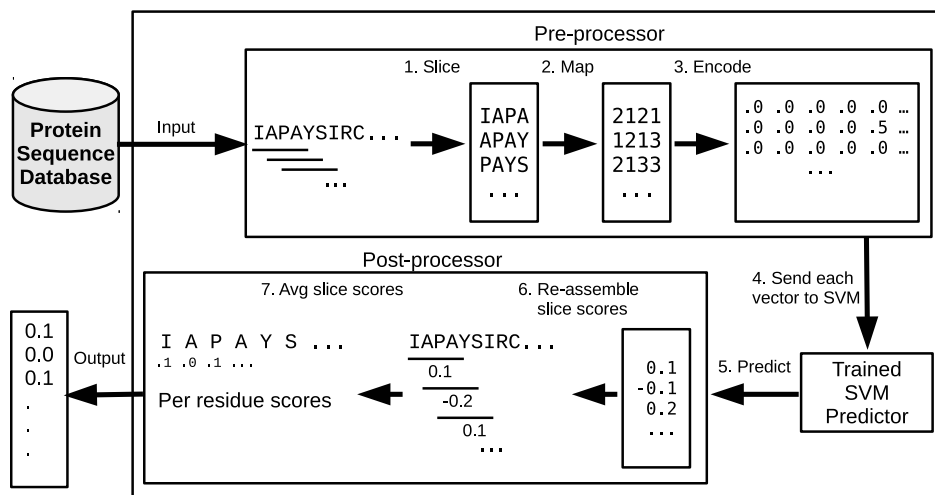 Pre-processor
1. Slice
2. Map
3. Encode
Protein
Sequence
Database
Input
IAPAYSIRC...
...
IAPA
APAY
PAYS
...
2121
1213
2133
...
.0 .0 .0 .0 .0 …
.0 .0 .0 .0 .5 …
.0 .0 .0 .0 .0 …
...
4. Send each
vector to SVM
Trained
SVM
Predictor
5. Predict
Post-processor
6. Re-assemble
slice scores
0.1
-0.1
0.2
...
IAPAYSIRC...
0.1
-0.2
0.1
...
7. Avg slice scores
I A P A Y S ...
.1 .0 .1 ...
Per residue scores
Output
0.1
0.0
0.1
.
.
.